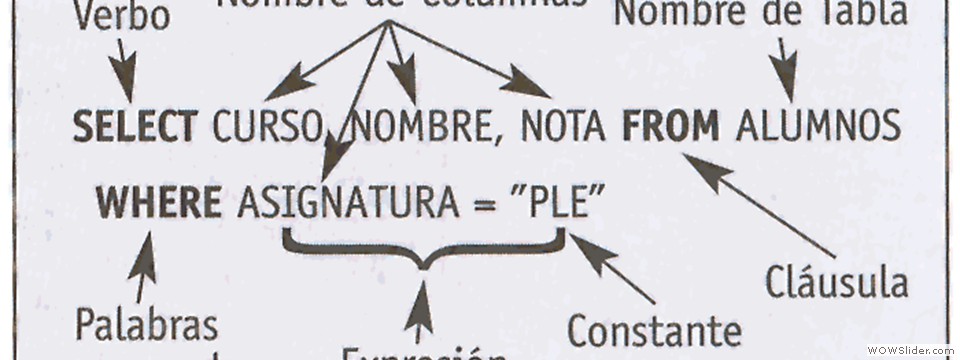 Verbo
Nombre de columnas
Nombre de Tabla
SELECT CURSO, NOMBRE, NOTA FROM ALUMNOS
WHERE ASIGNATURA = "PLE"
Cláusula
Palabras
Constante
Expresión
WOWSlider.com